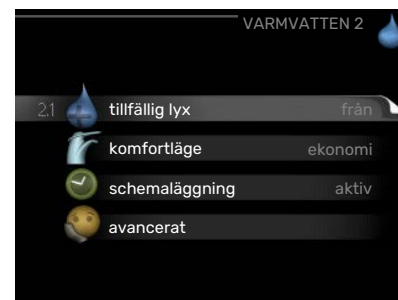 VARMVATTEN 2
2.1 tillfällig lyx från
komfortläge ekonomi
schemaläggning aktiv
avancerat